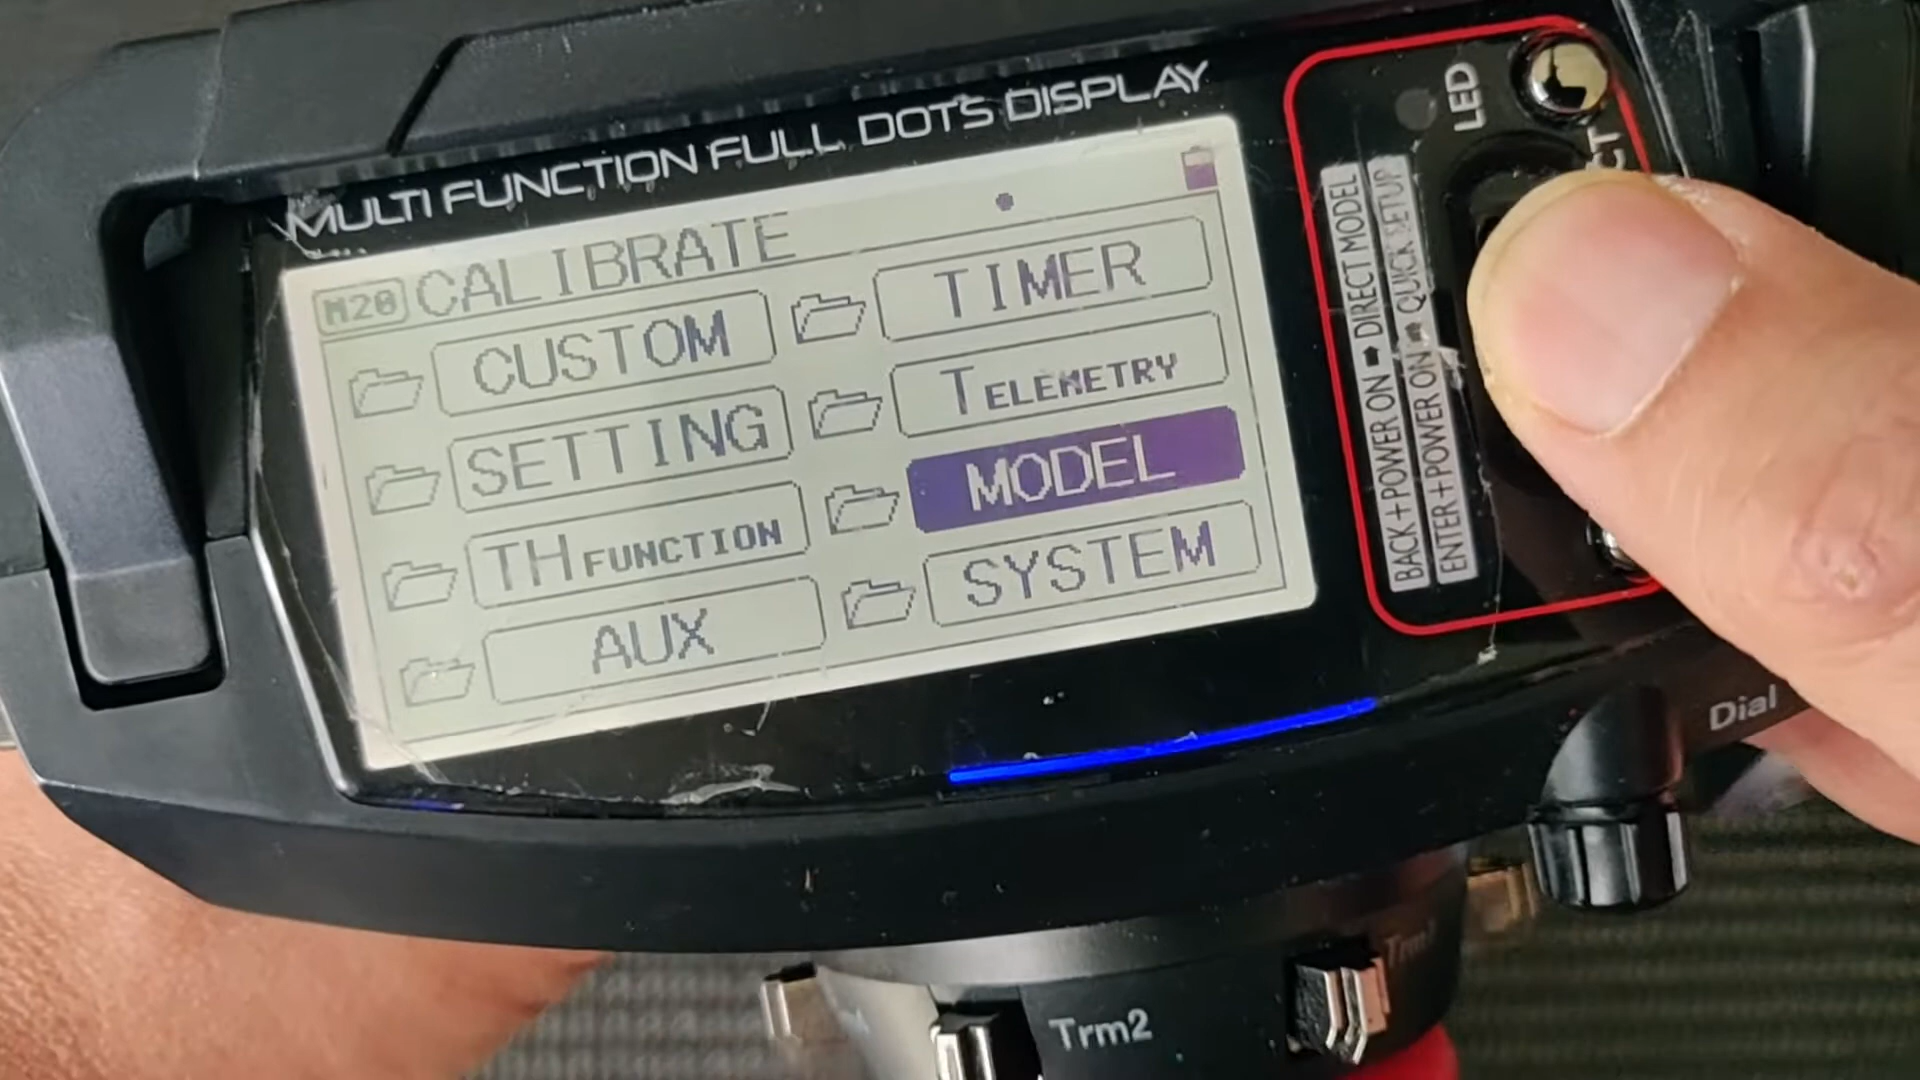 MULTI FUNCTION FULL DOTS DISPLAY
M20 CALIBRATE
CUSTOM
TIMER
SETTING
TELEMETRY
TH FUNCTION
MODEL
AUX
SYSTEM
LED
CT
BACK+POWER ON ➡ DIRECT MODEL
ENTER+POWER ON ➡ QUICK SETUP
Dial
Trm2